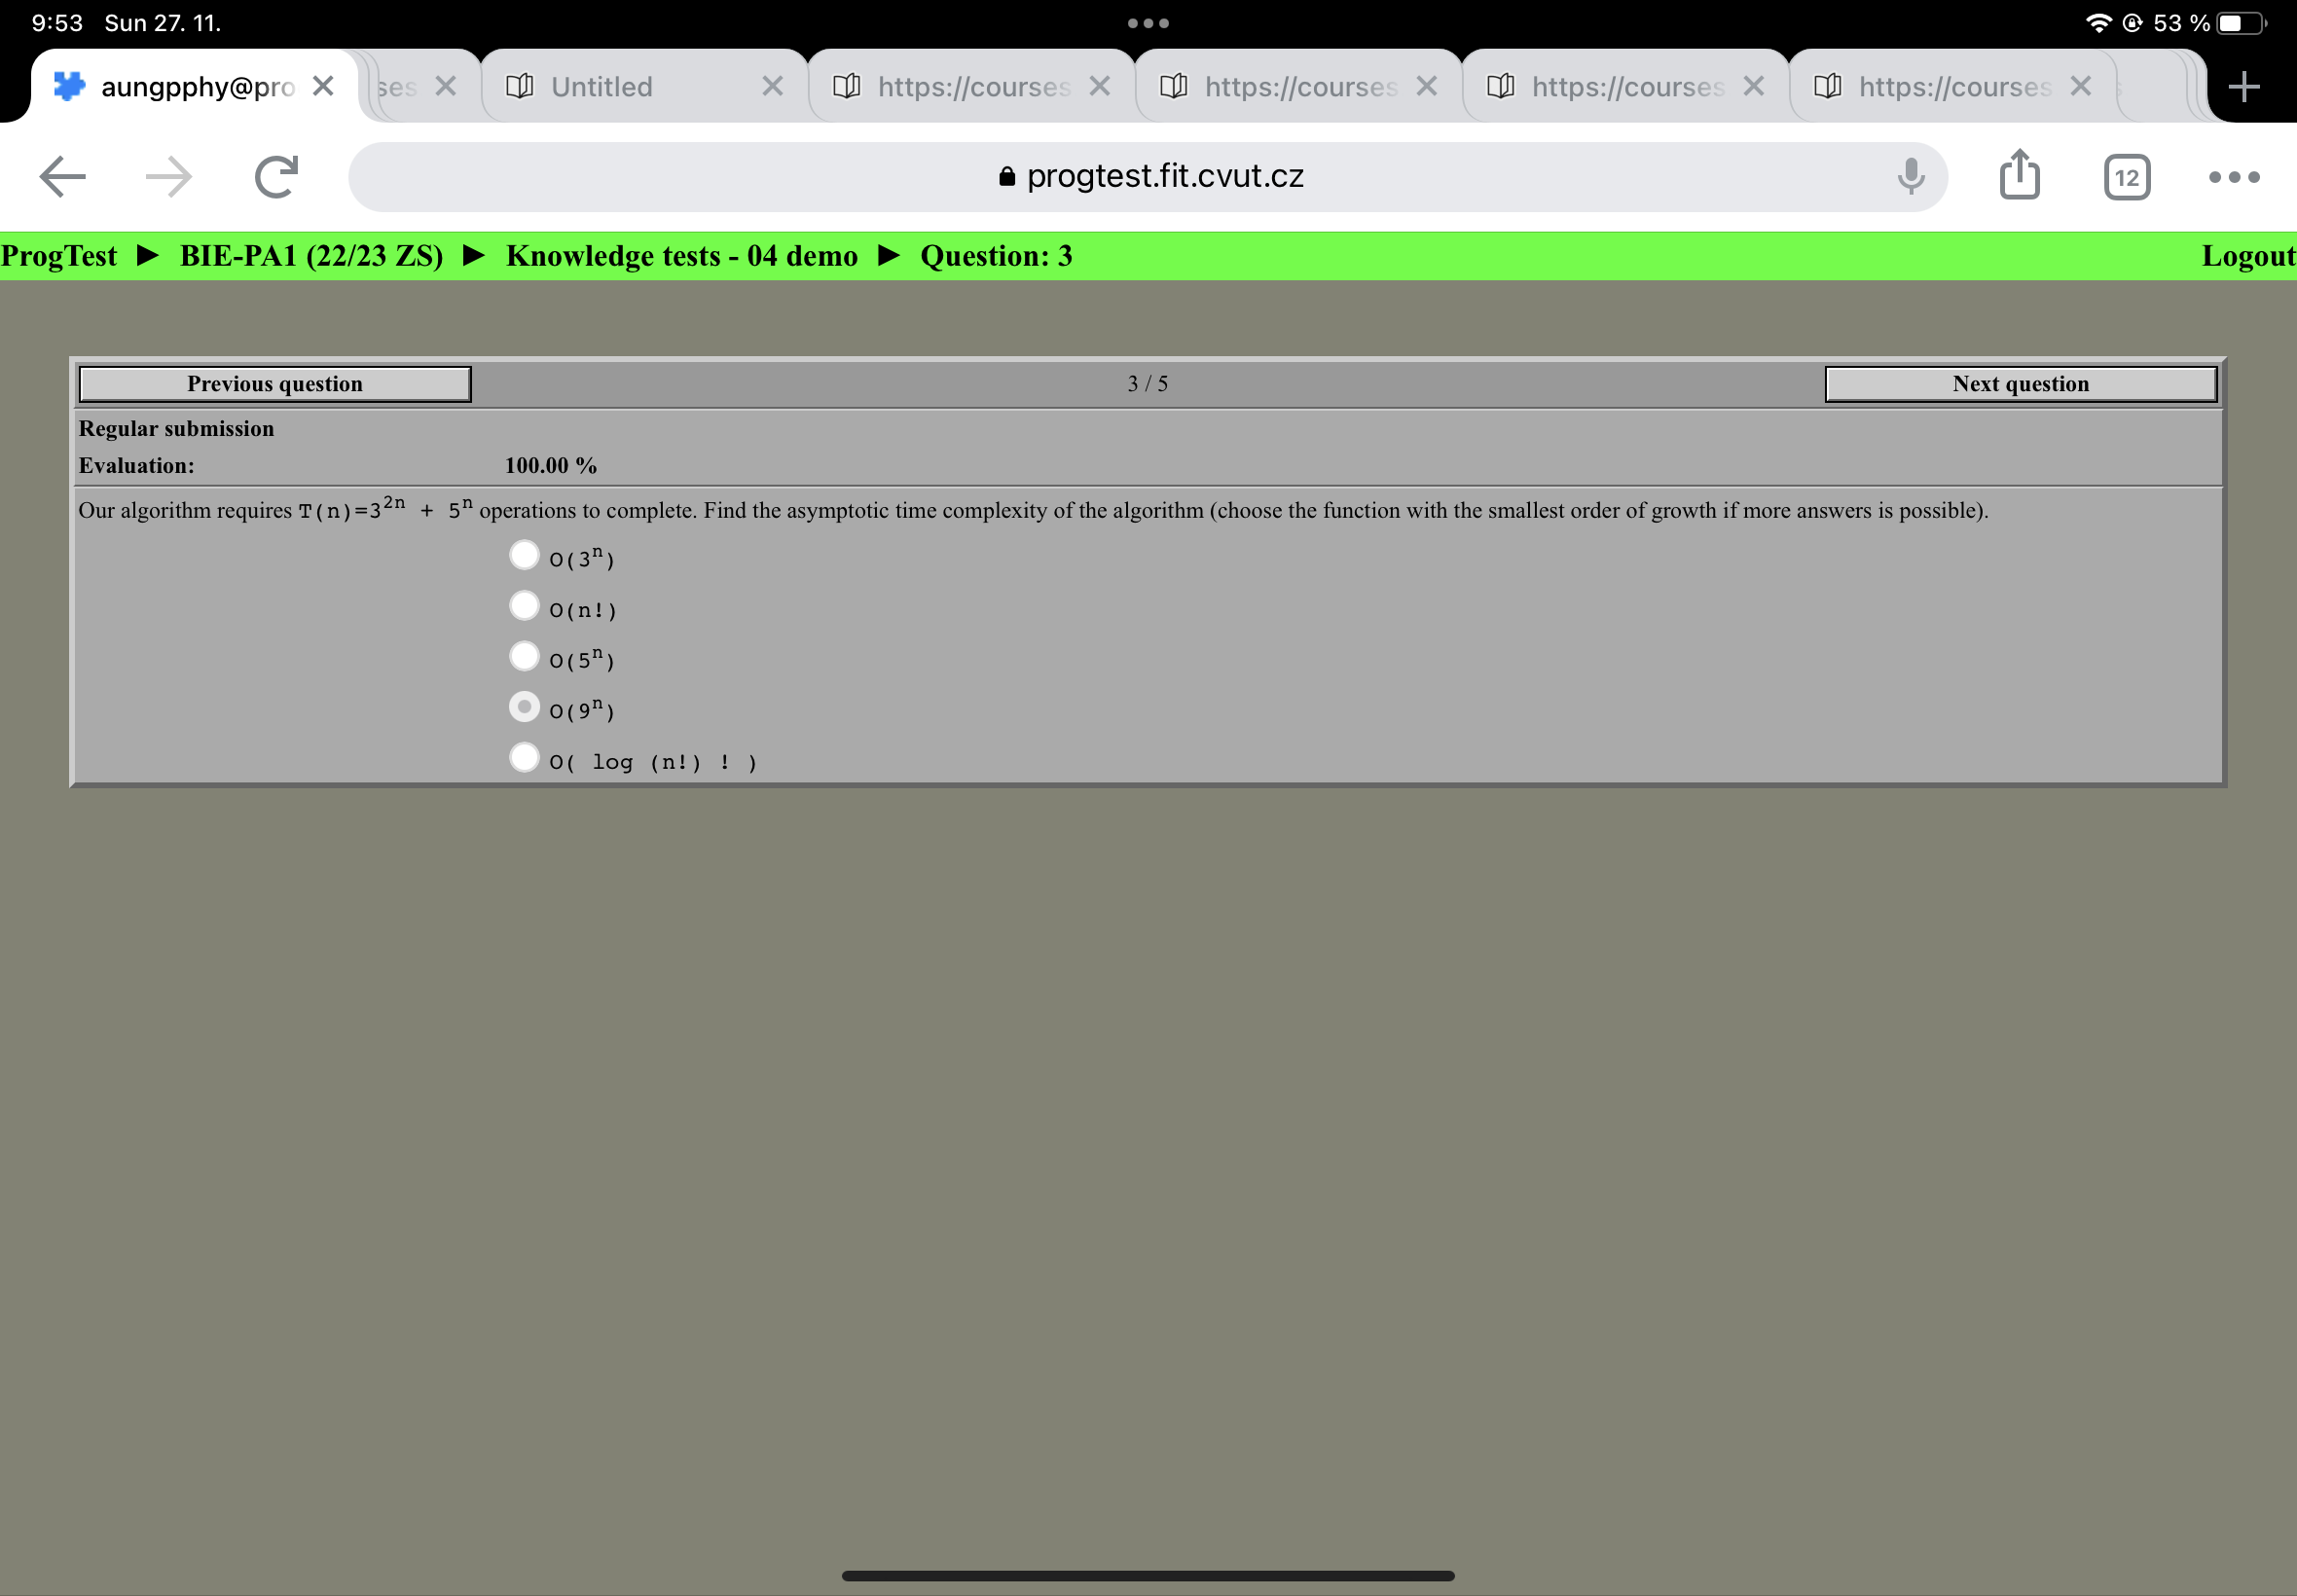 9:53 Sun 27. 11.
53 %
aungpphy@pro
ses
Untitled
https://courses
https://courses
https://courses
https://courses
progtest.fit.cvut.cz
12
ProgTest ► BIE-PA1 (22/23 ZS) ► Knowledge tests - 04 demo ► Question: 3
Logout
Previous question
3 / 5
Next question
Regular submission
Evaluation: 100.00 %
Our algorithm requires T(n)=3^2n + 5^n operations to complete. Find the asymptotic time complexity of the algorithm (choose the function with the smallest order of growth if more answers is possible).
O(3^n)
O(n!)
O(5^n)
O(9^n)
O( log (n!) ! )